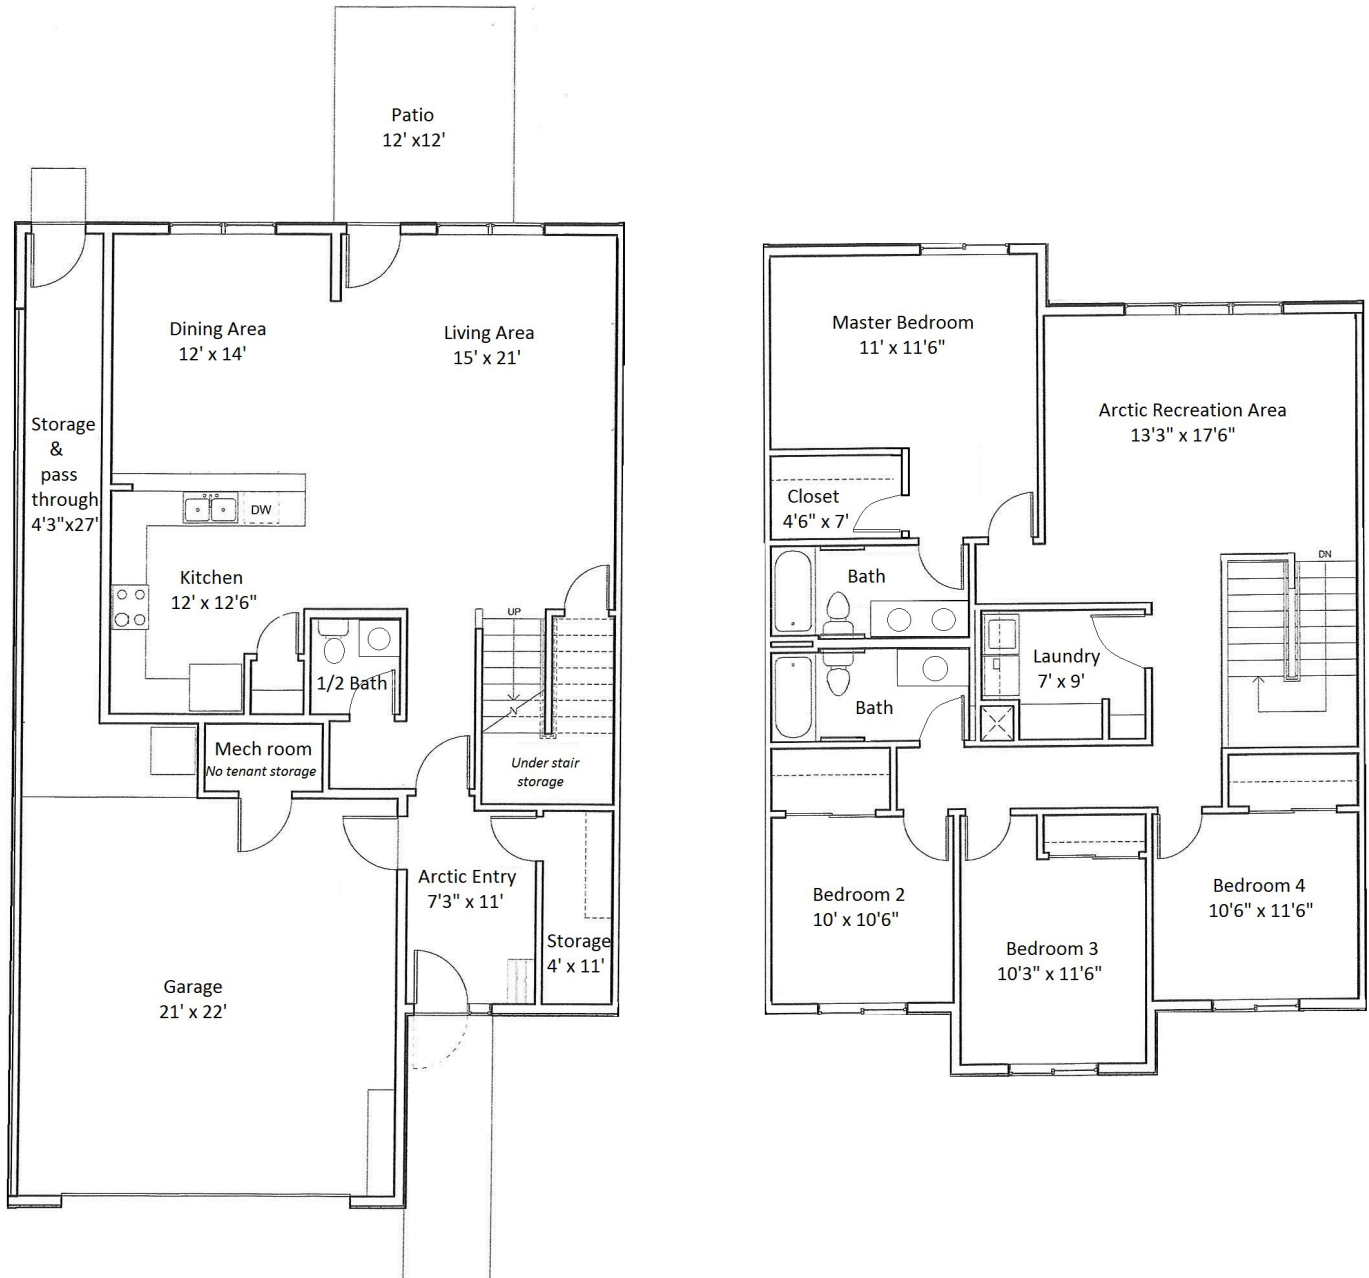 Patio
12' x12'
Dining Area
12' x 14'
Living Area
15' x 21'
Storage
&
pass
through
4'3"x27'
DW
Kitchen
12' x 12'6"
UP
1/2 Bath
N
Mech room
No tenant storage
Under stair
storage
Arctic Entry
7'3" x 11'
Storage
4' x 11'
Garage
21' x 22'
Master Bedroom
11' x 11'6"
Arctic Recreation Area
13'3" x 17'6"
Closet
4'6" x 7'
Bath
DN
Laundry
7' x 9'
Bath
Bedroom 2
10' x 10'6"
Bedroom 3
10'3" x 11'6"
Bedroom 4
10'6" x 11'6"